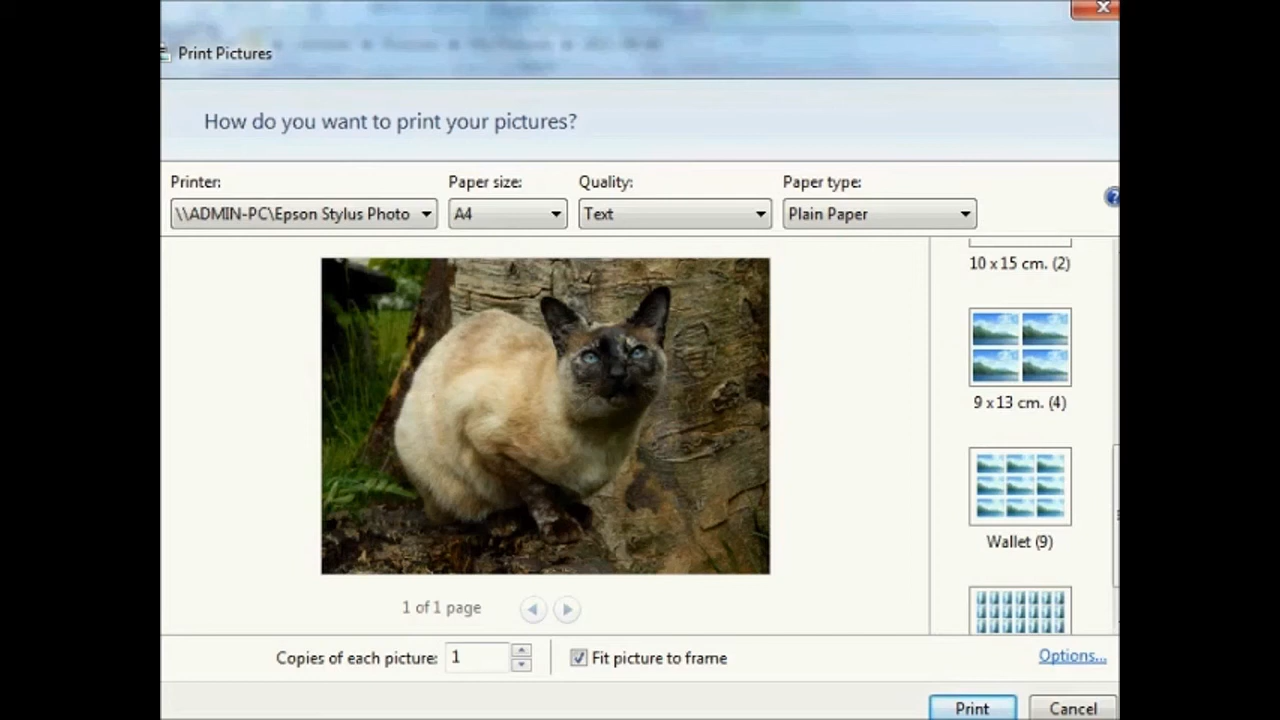 Print Pictures
How do you want to print your pictures?
Printer: Paper size: Quality: Paper type:
\\ADMIN-PC\Epson Stylus Photo A4 Text Plain Paper
10 x 15 cm. (2)
9 x 13 cm. (4)
Wallet (9)
1 of 1 page
Copies of each picture: 1 Fit picture to frame Options...
Print Cancel